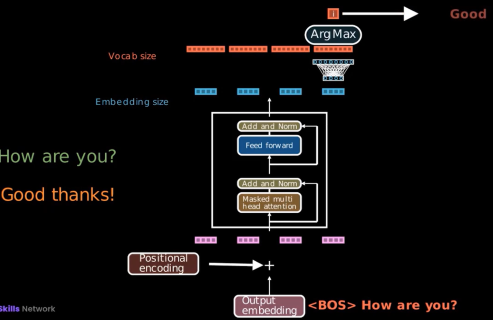 Good
ArgMax
Vocab size
Embedding size
Add and Norm
Feed forward
How are you?
Add and Norm
Good thanks!
Masked multi
head attention
Positional
encoding
+
Output
embedding
<BOS> How are you?
Skills Network